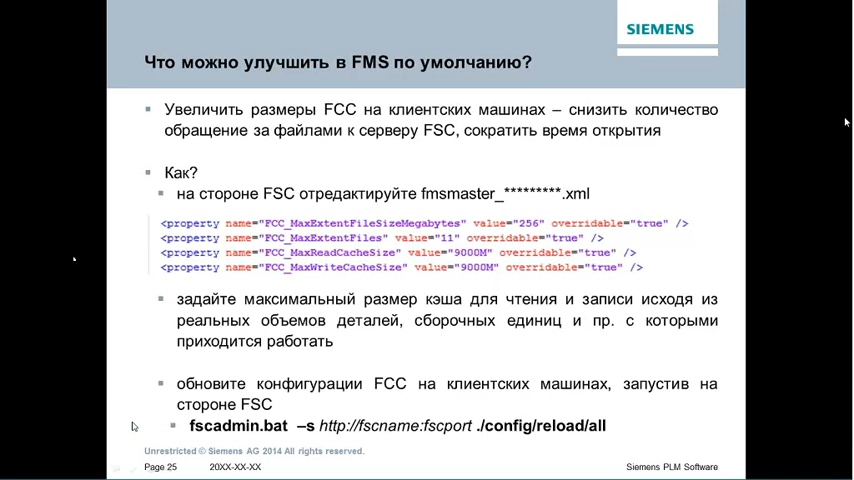 SIEMENS
Что можно улучшить в FMS по умолчанию?
Увеличить размеры FCC на клиентских машинах – снизить количество
обращение за файлами к серверу FSC, сократить время открытия
Как?
на стороне FSC отредактируйте fmsmaster_*********.xml
<property name="FCC_MaxExtentFileSizeMegabytes" value="256" overridable="true" />
<property name="FCC_MaxExtentFiles" value="11" overridable="true" />
<property name="FCC_MaxReadCacheSize" value="9000M" overridable="true" />
<property name="FCC_MaxWriteCacheSize" value="9000M" overridable="true" />
задайте максимальный размер кэша для чтения и записи исходя из
реальных объемов деталей, сборочных единиц и пр. с которыми
приходится работать
обновите конфигурации FCC на клиентских машинах, запустив на
стороне FSC
fscadmin.bat –s http://fscname:fscport ./config/reload/all
Unrestricted © Siemens AG 2014 All rights reserved.
Page 25 20XX-XX-XX Siemens PLM Software